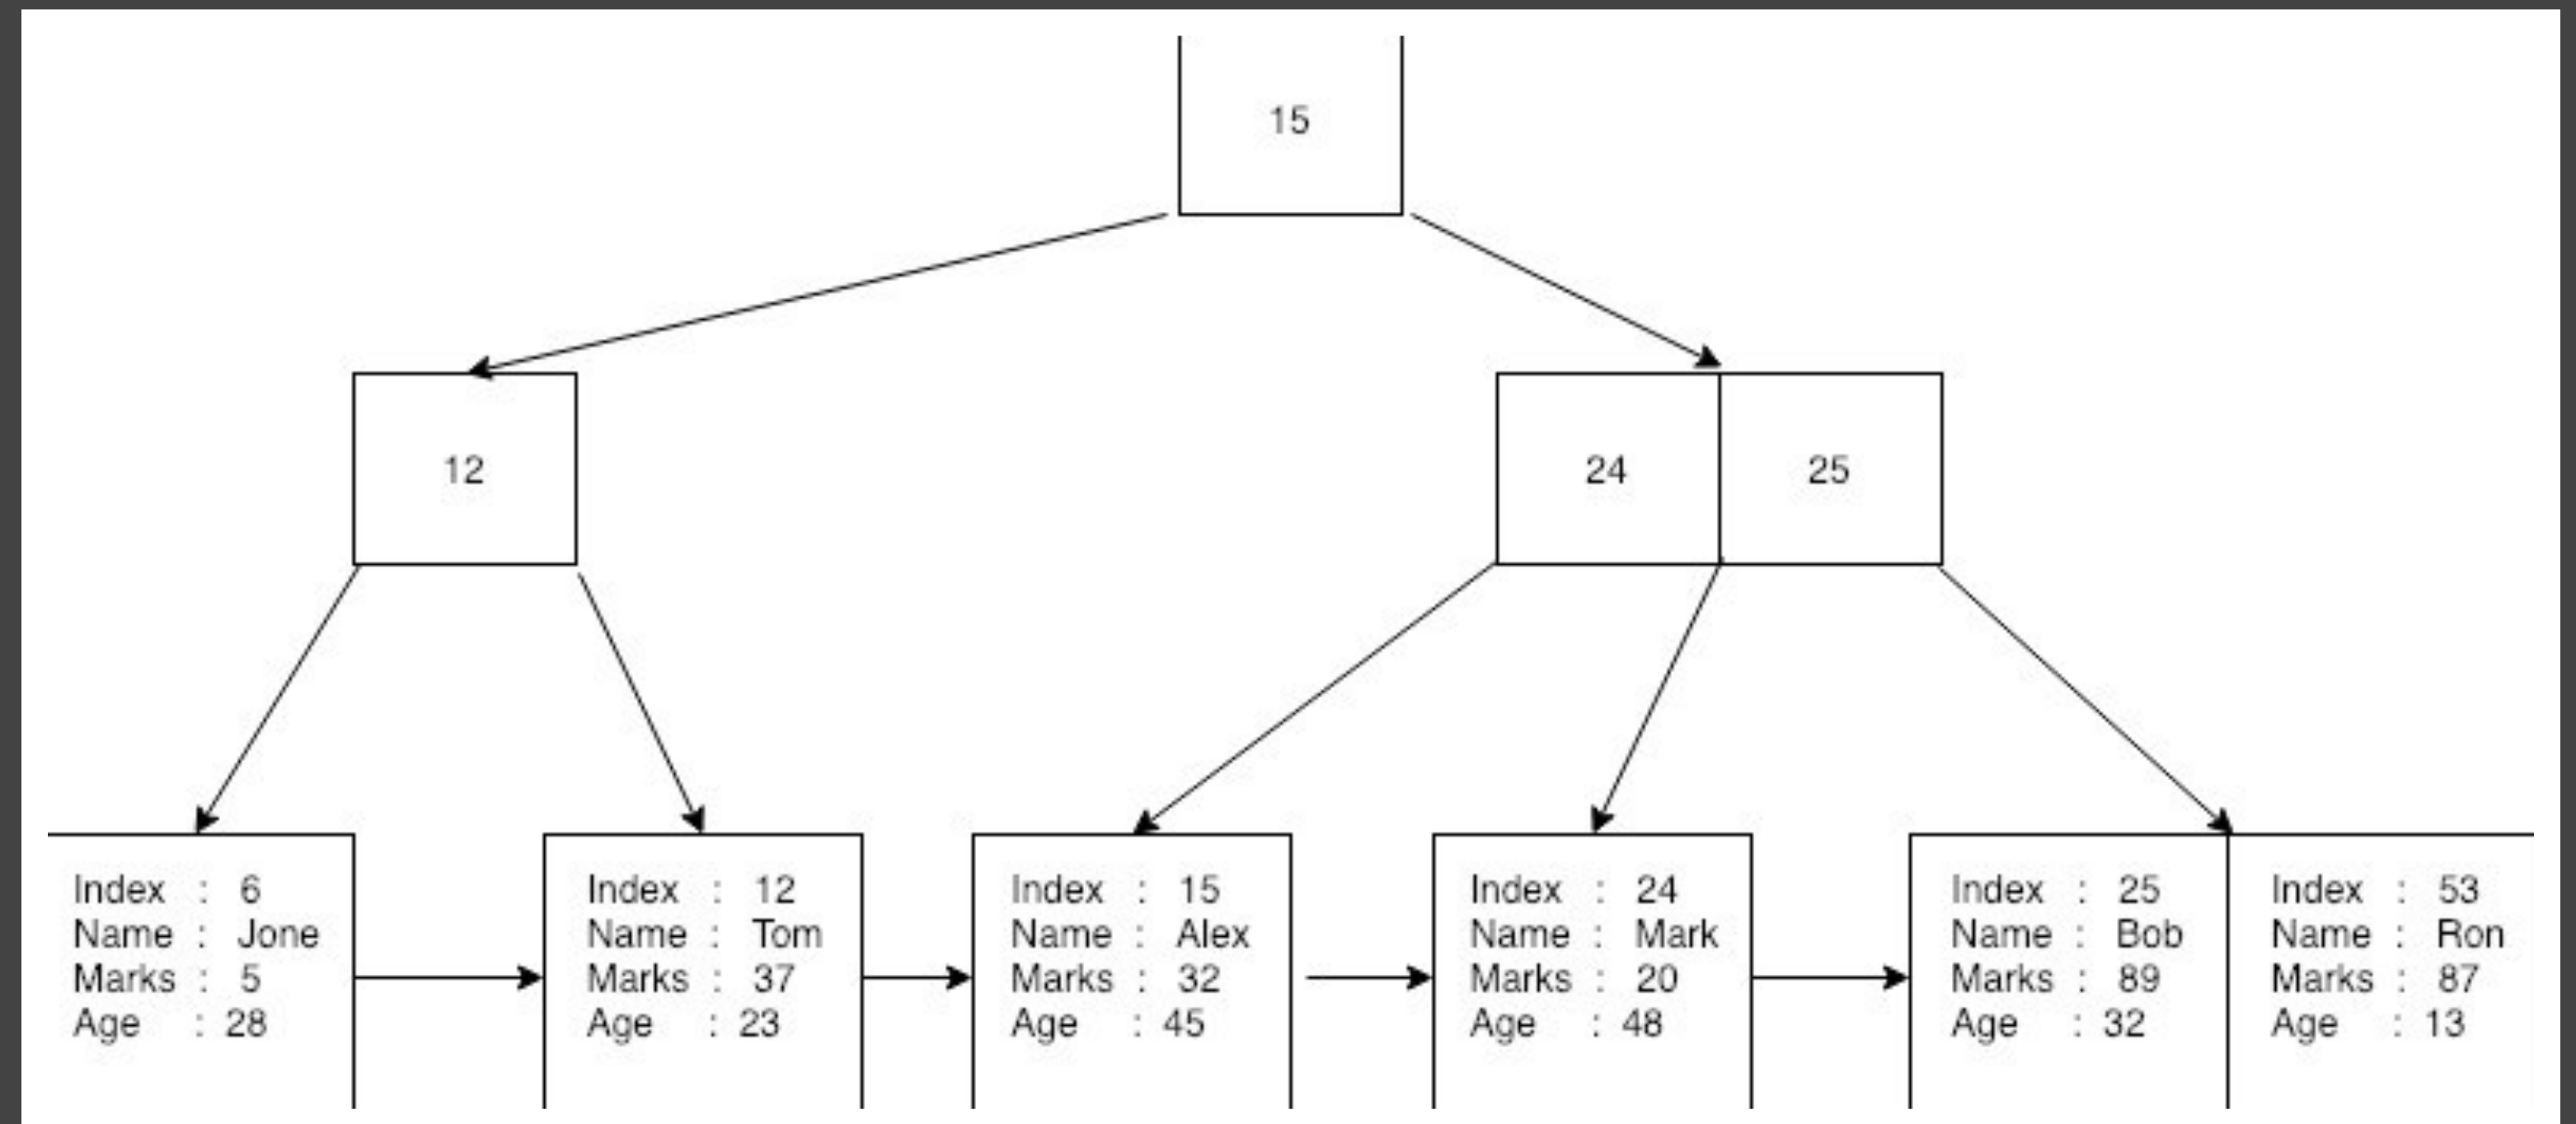 15
12
24
25
Index : 6
Name : Jone
Marks : 5
Age : 28
Index : 12
Name : Tom
Marks : 37
Age : 23
Index : 15
Name : Alex
Marks : 32
Age : 45
Index : 24
Name : Mark
Marks : 20
Age : 48
Index : 25
Name : Bob
Marks : 89
Age : 32
Index : 53
Name : Ron
Marks : 87
Age : 13